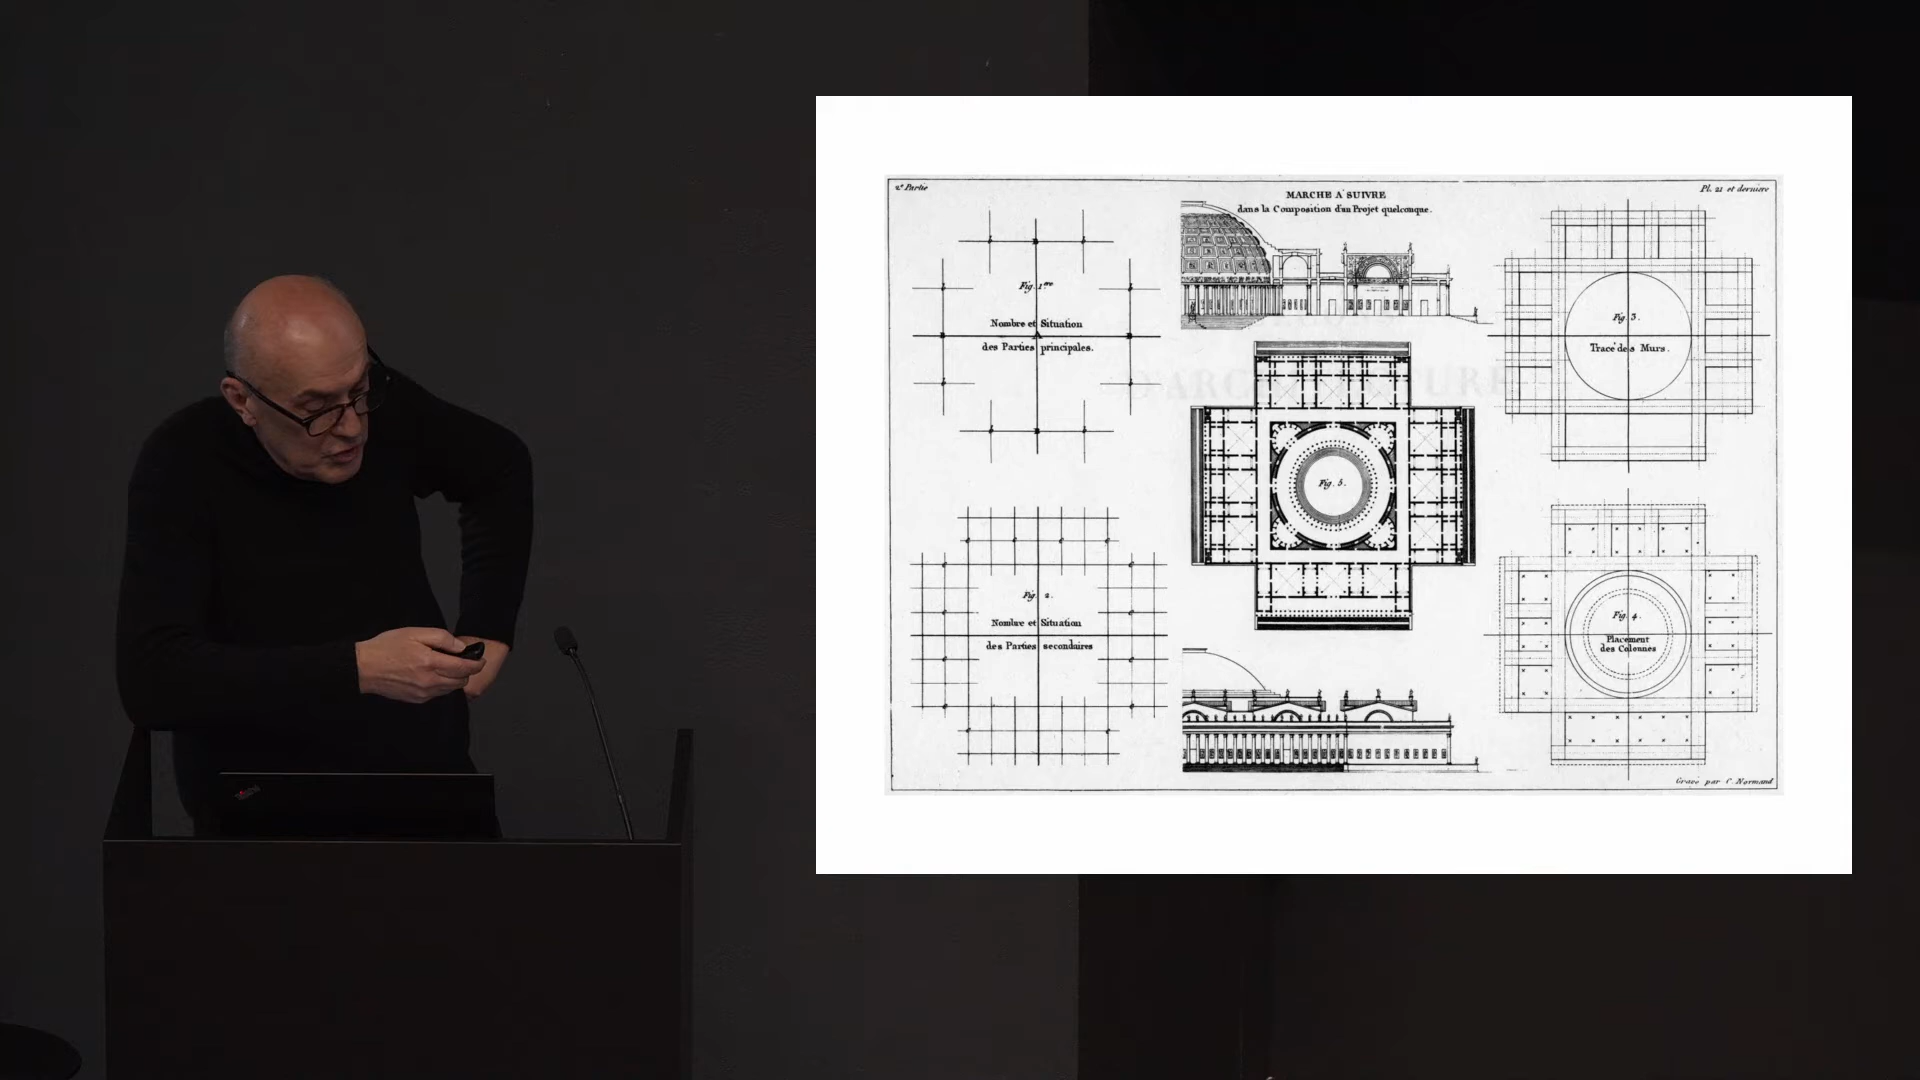 2e Partie
MARCHE A SUIVRE
dans la Composition d'un Projet quelconque.
Pl. 21 et derniere
Fig. 1ere
Nombre et Situation
des Parties principales.
Fig. 3.
Tracé des Murs.
D'ARCHITECTURE
Fig. 5.
Fig. 2.
Nombre et Situation
des Parties secondaires
Fig. 4.
Placement
des Colonnes
Gravé par C. Normand